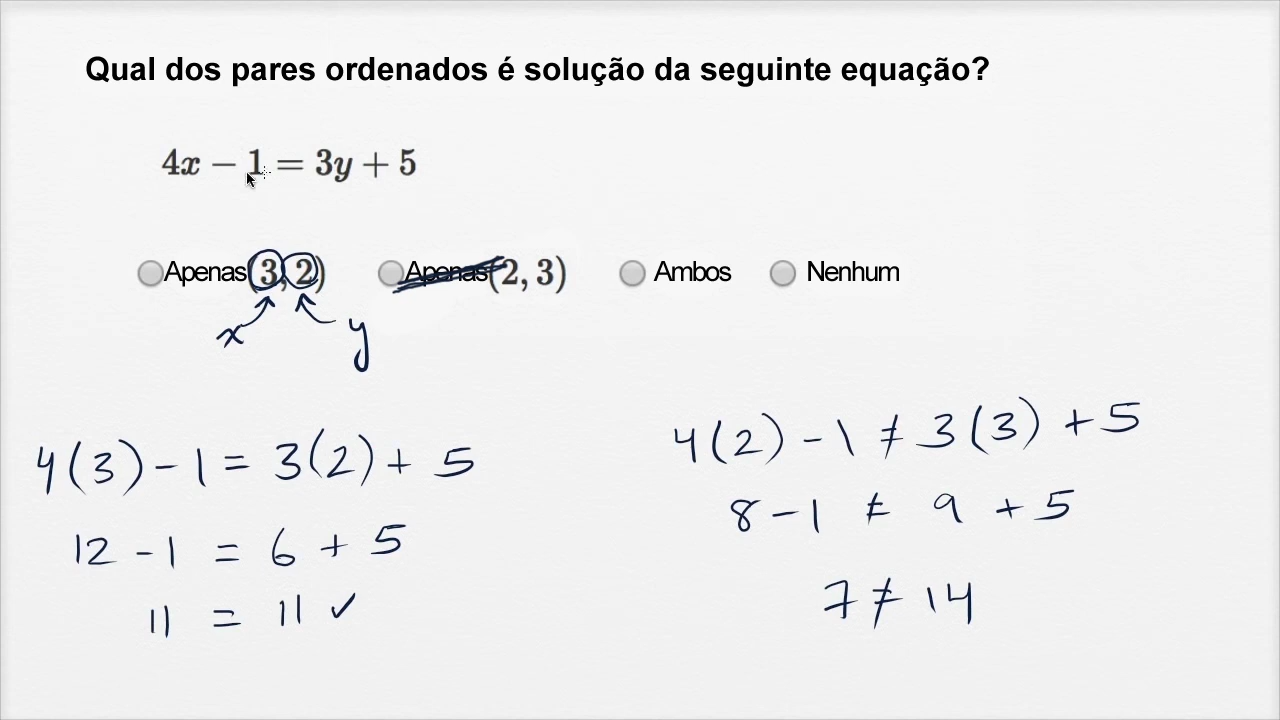 Qual dos pares ordenados é solução da seguinte equação?
4x − 1 = 3y + 5
Apenas (3, 2) Apenas (2, 3) Ambos Nenhum
x y
4(3) - 1 = 3(2) + 5
12 - 1 = 6 + 5
11 = 11 ✓
4(2) - 1 ≠ 3(3) + 5
8 - 1 ≠ 9 + 5
7 ≠ 14